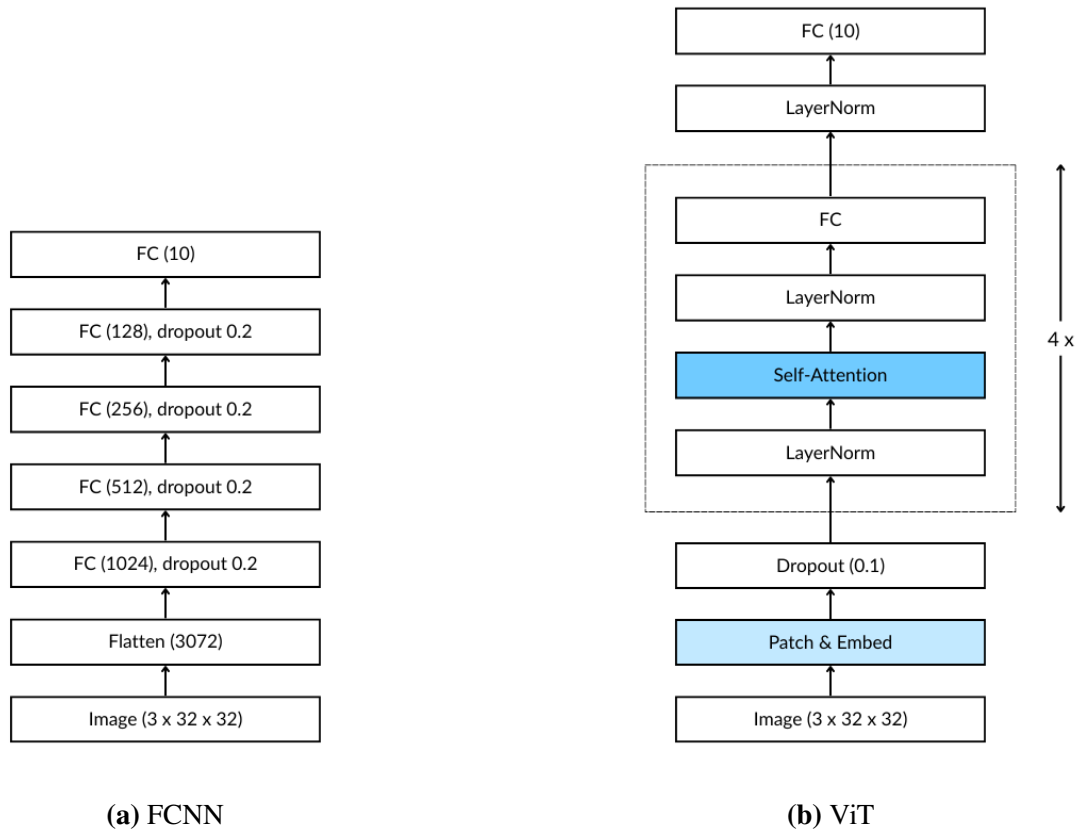 FC (10)
FC (128), dropout 0.2
FC (256), dropout 0.2
FC (512), dropout 0.2
FC (1024), dropout 0.2
Flatten (3072)
Image (3 x 32 x 32)
(a) FCNN
FC (10)
LayerNorm
FC
LayerNorm
Self-Attention
LayerNorm
4 x
Dropout (0.1)
Patch & Embed
Image (3 x 32 x 32)
(b) ViT